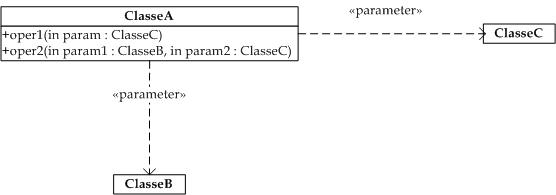 «parameter»
ClasseA
+oper1(in param : ClasseC)
+oper2(in param1 : ClasseB, in param2 : ClasseC)
ClasseC
«parameter»
ClasseB